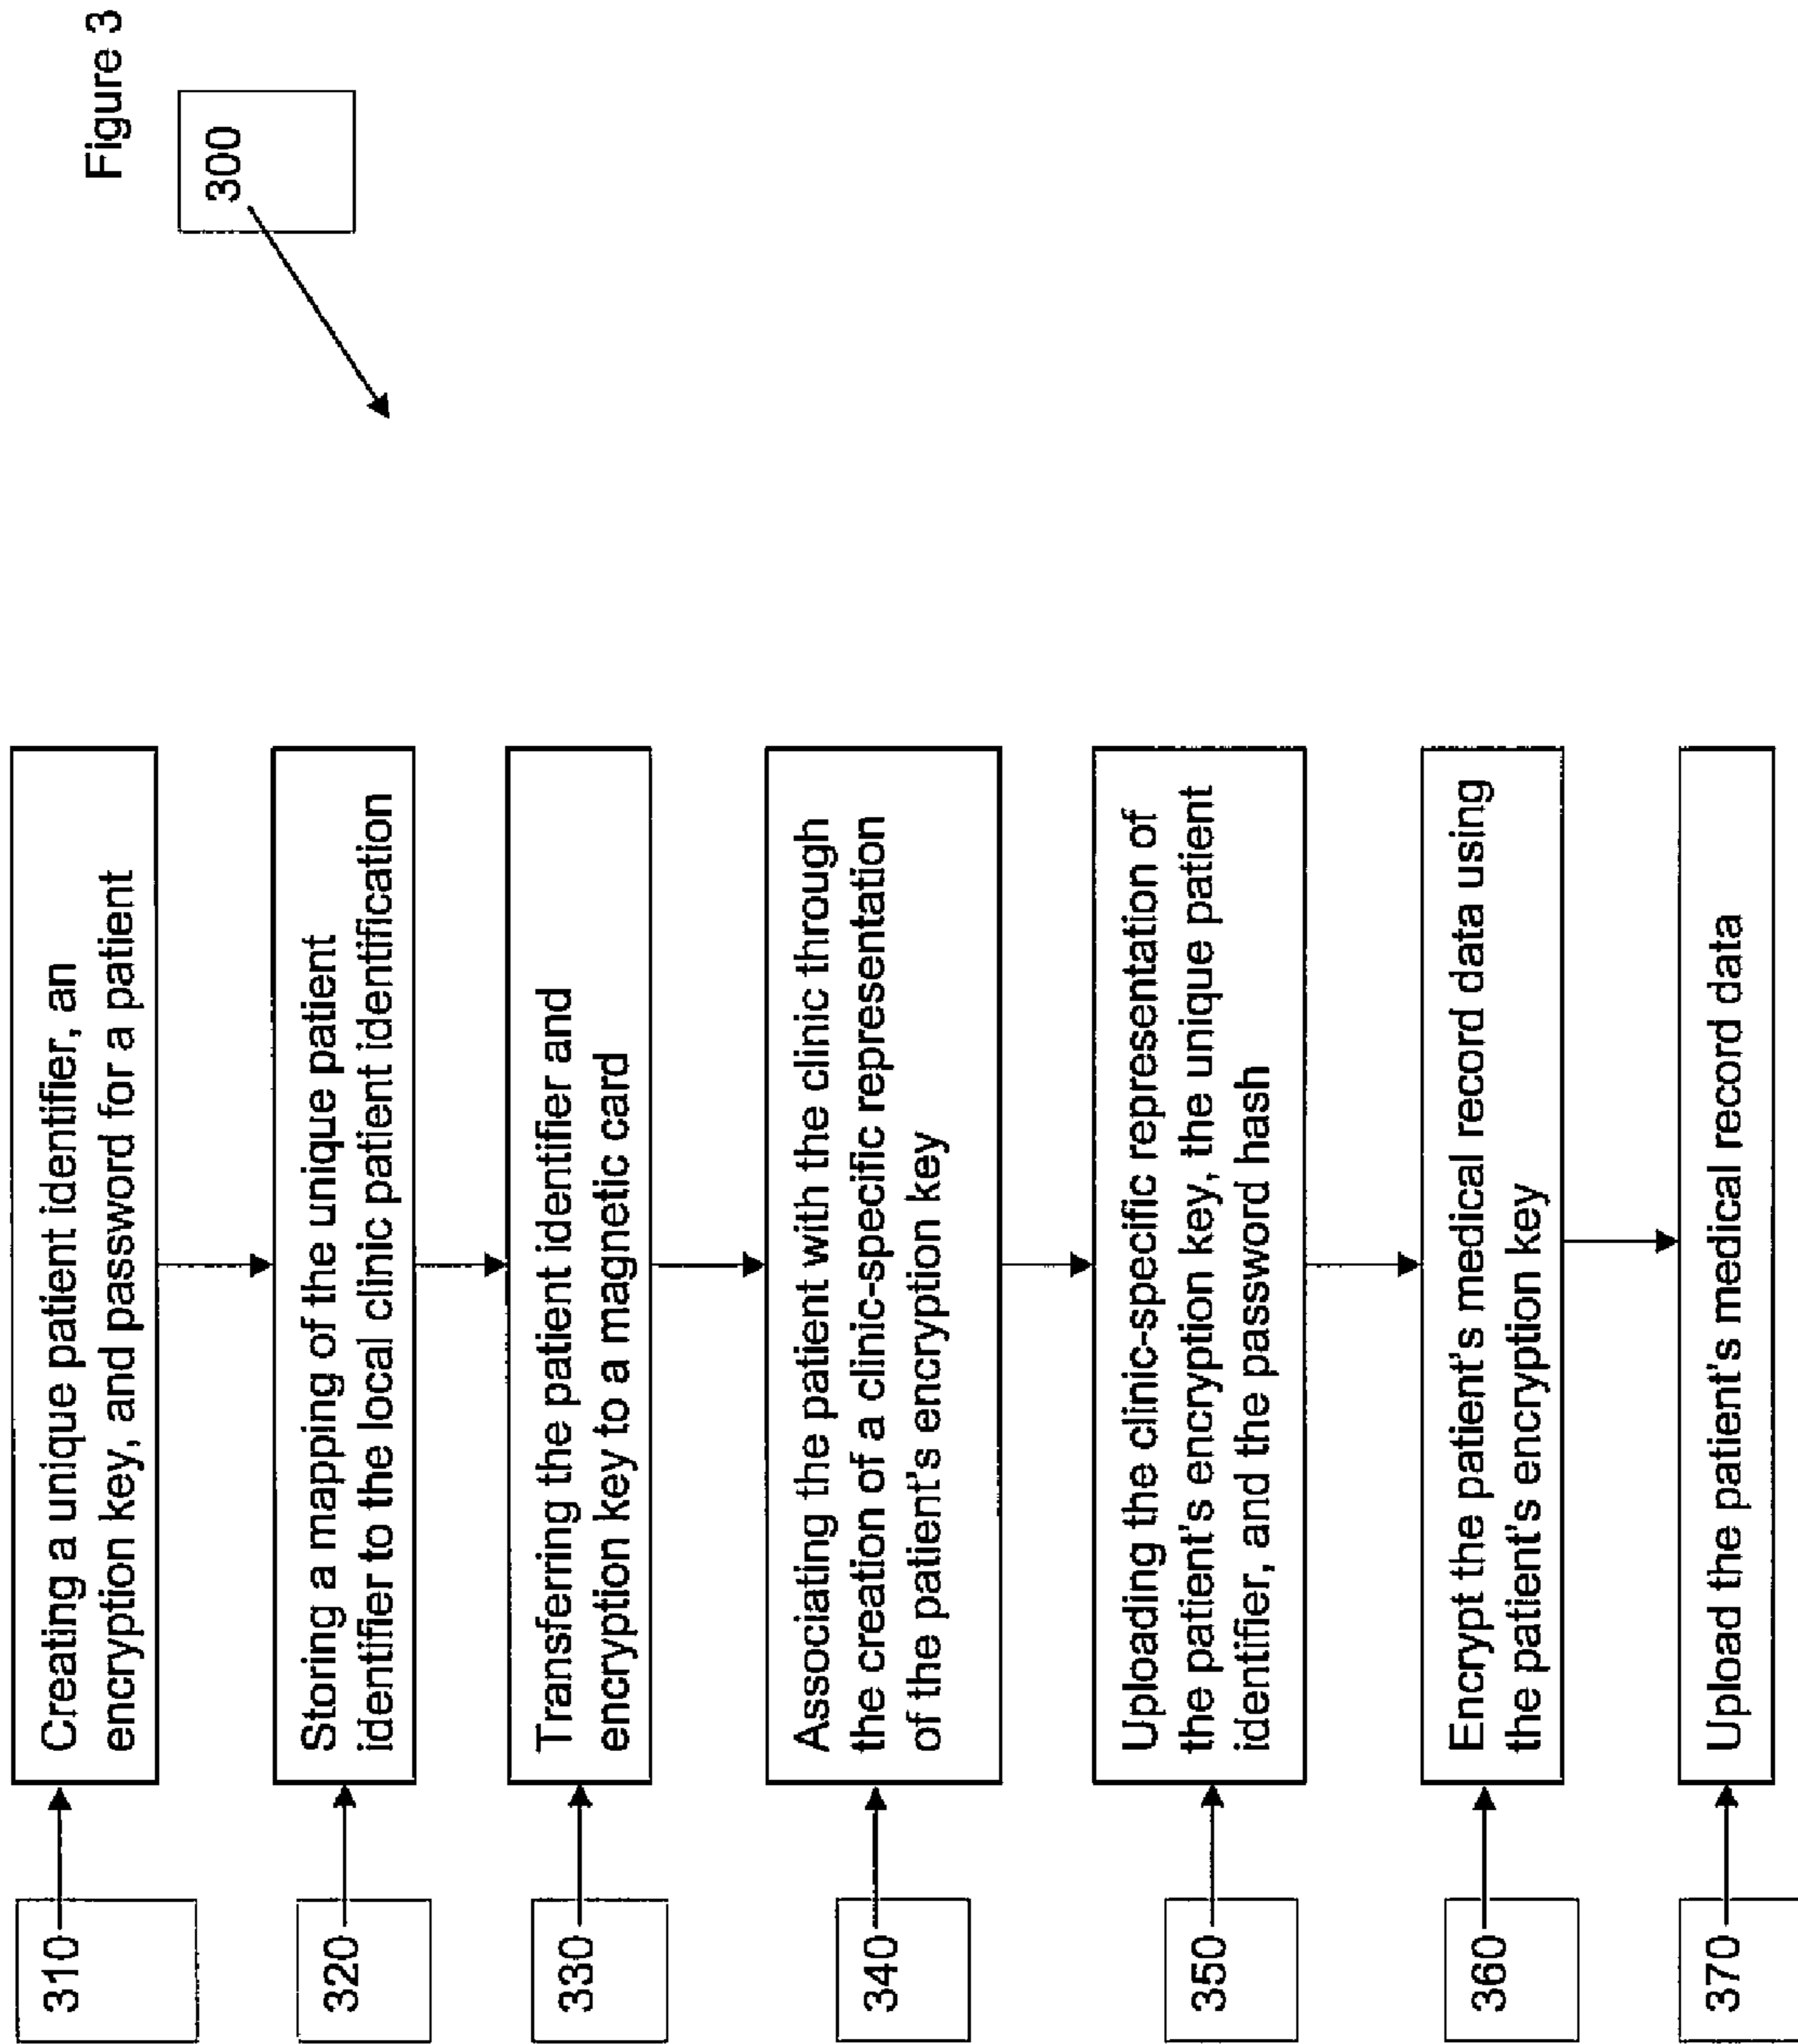 Figure 3
300
310
Creating a unique patient identifier, an
encryption key, and password for a patient
320
Storing a mapping of the unique patient
identifier to the local clinic patient identification
330
Transferring the patient identifier and
encryption key to a magnetic card
340
Associating the patient with the clinic through
the creation of a clinic-specific representation
of the patient's encryption key
350
Uploading the clinic-specific representation of
the patient's encryption key, the unique patient
identifier, and the password hash
360
Encrypt the patient's medical record data using
the patient's encryption key
370
Upload the patient's medical record data